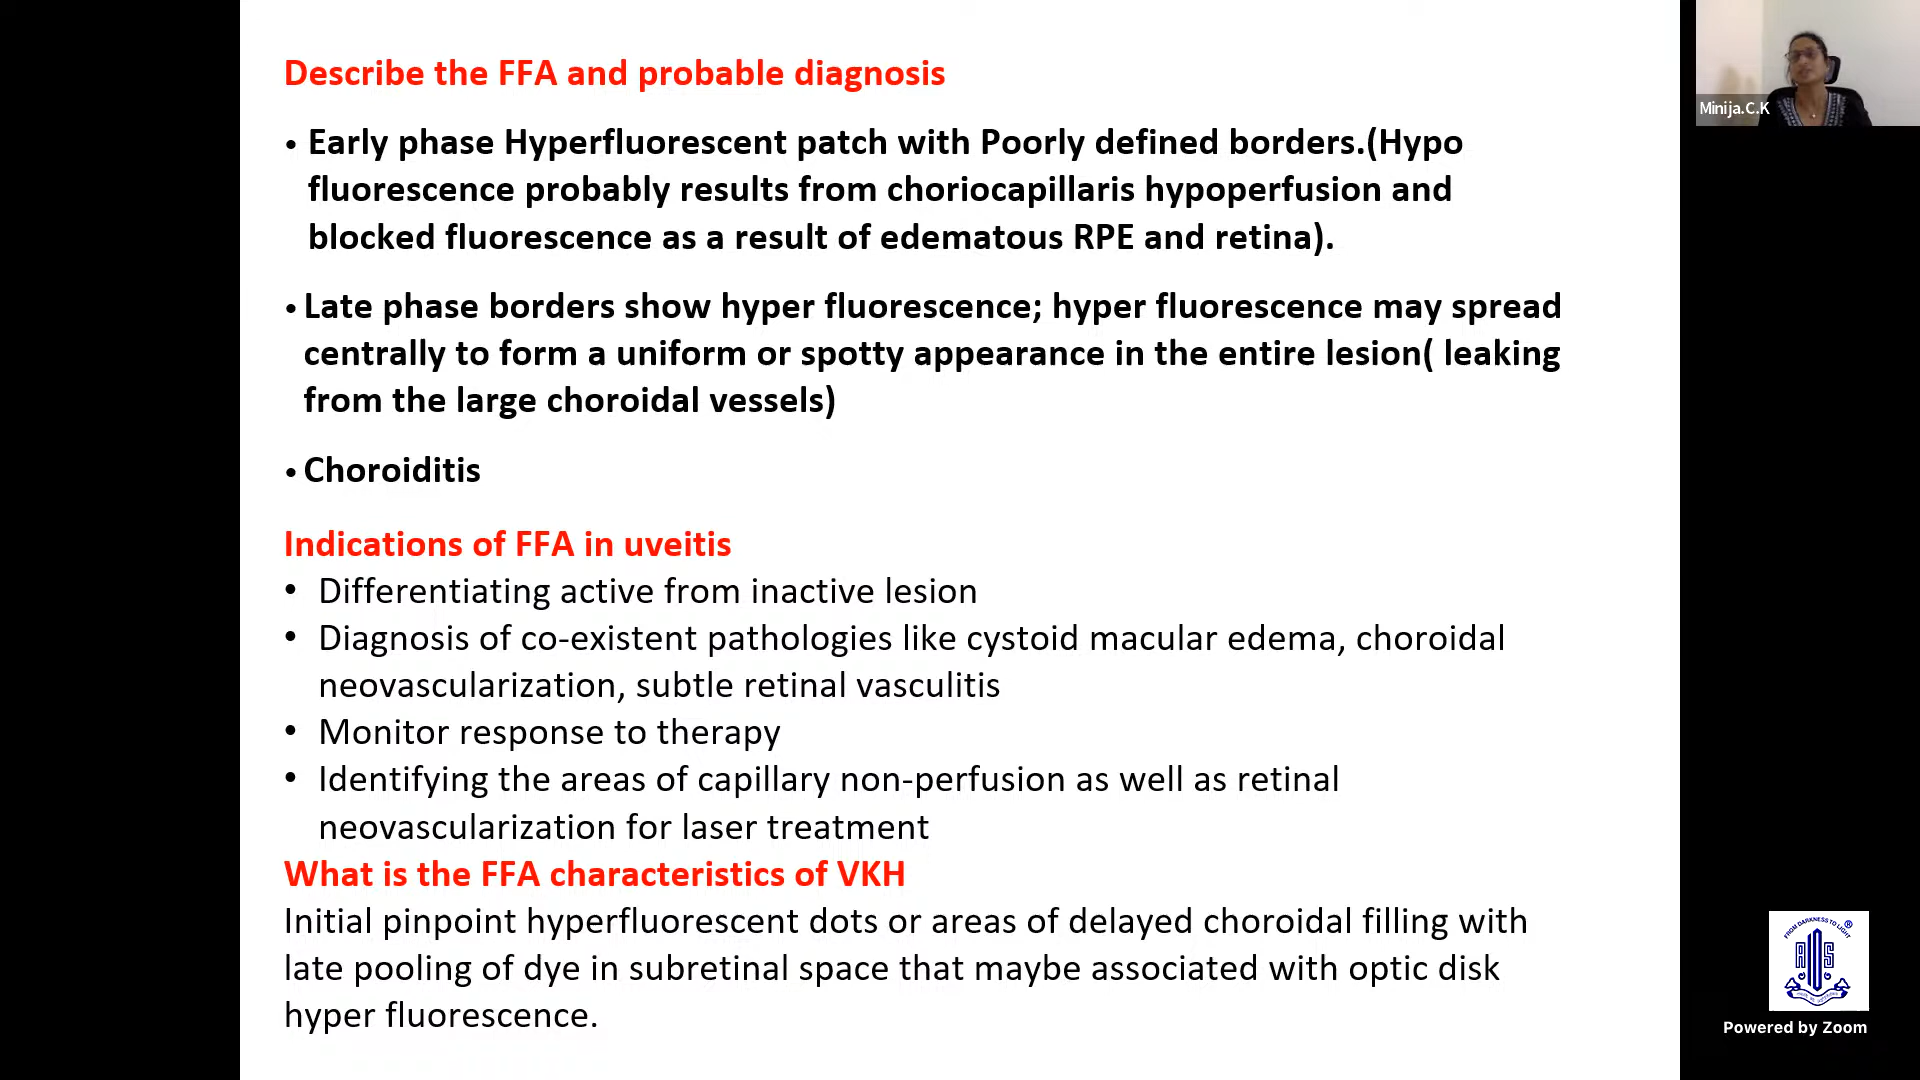 Describe the FFA and probable diagnosis
• Early phase Hyperfluorescent patch with Poorly defined borders.(Hypo
fluorescence probably results from choriocapillaris hypoperfusion and
blocked fluorescence as a result of edematous RPE and retina).
• Late phase borders show hyper fluorescence; hyper fluorescence may spread
centrally to form a uniform or spotty appearance in the entire lesion( leaking
from the large choroidal vessels)
• Choroiditis
Indications of FFA in uveitis
• Differentiating active from inactive lesion
• Diagnosis of co-existent pathologies like cystoid macular edema, choroidal
neovascularization, subtle retinal vasculitis
• Monitor response to therapy
• Identifying the areas of capillary non-perfusion as well as retinal
neovascularization for laser treatment
What is the FFA characteristics of VKH
Initial pinpoint hyperfluorescent dots or areas of delayed choroidal filling with
late pooling of dye in subretinal space that maybe associated with optic disk
hyper fluorescence.
Minija.C.K
FROM DARKNESS TO LIGHT
®
AIOS
Powered by Zoom